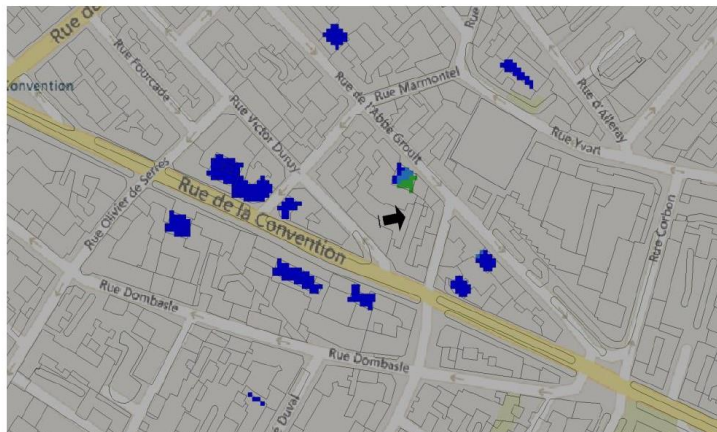 Rue de
Rue
Rue Fourcade
Rue de l'Abbé Groult
Rue Marmontel
Rue d'Alleray
Convention
Rue Victor Duruy
Rue Yvart
Rue Olivier de Serres
Rue de la Convention
Rue Corbon
Rue Dombasle
Rue Dombasle
Duval